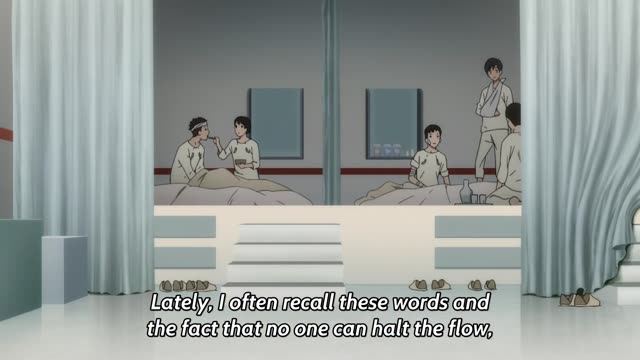 Lately, I often recall these words and
the fact that no one can halt the flow,